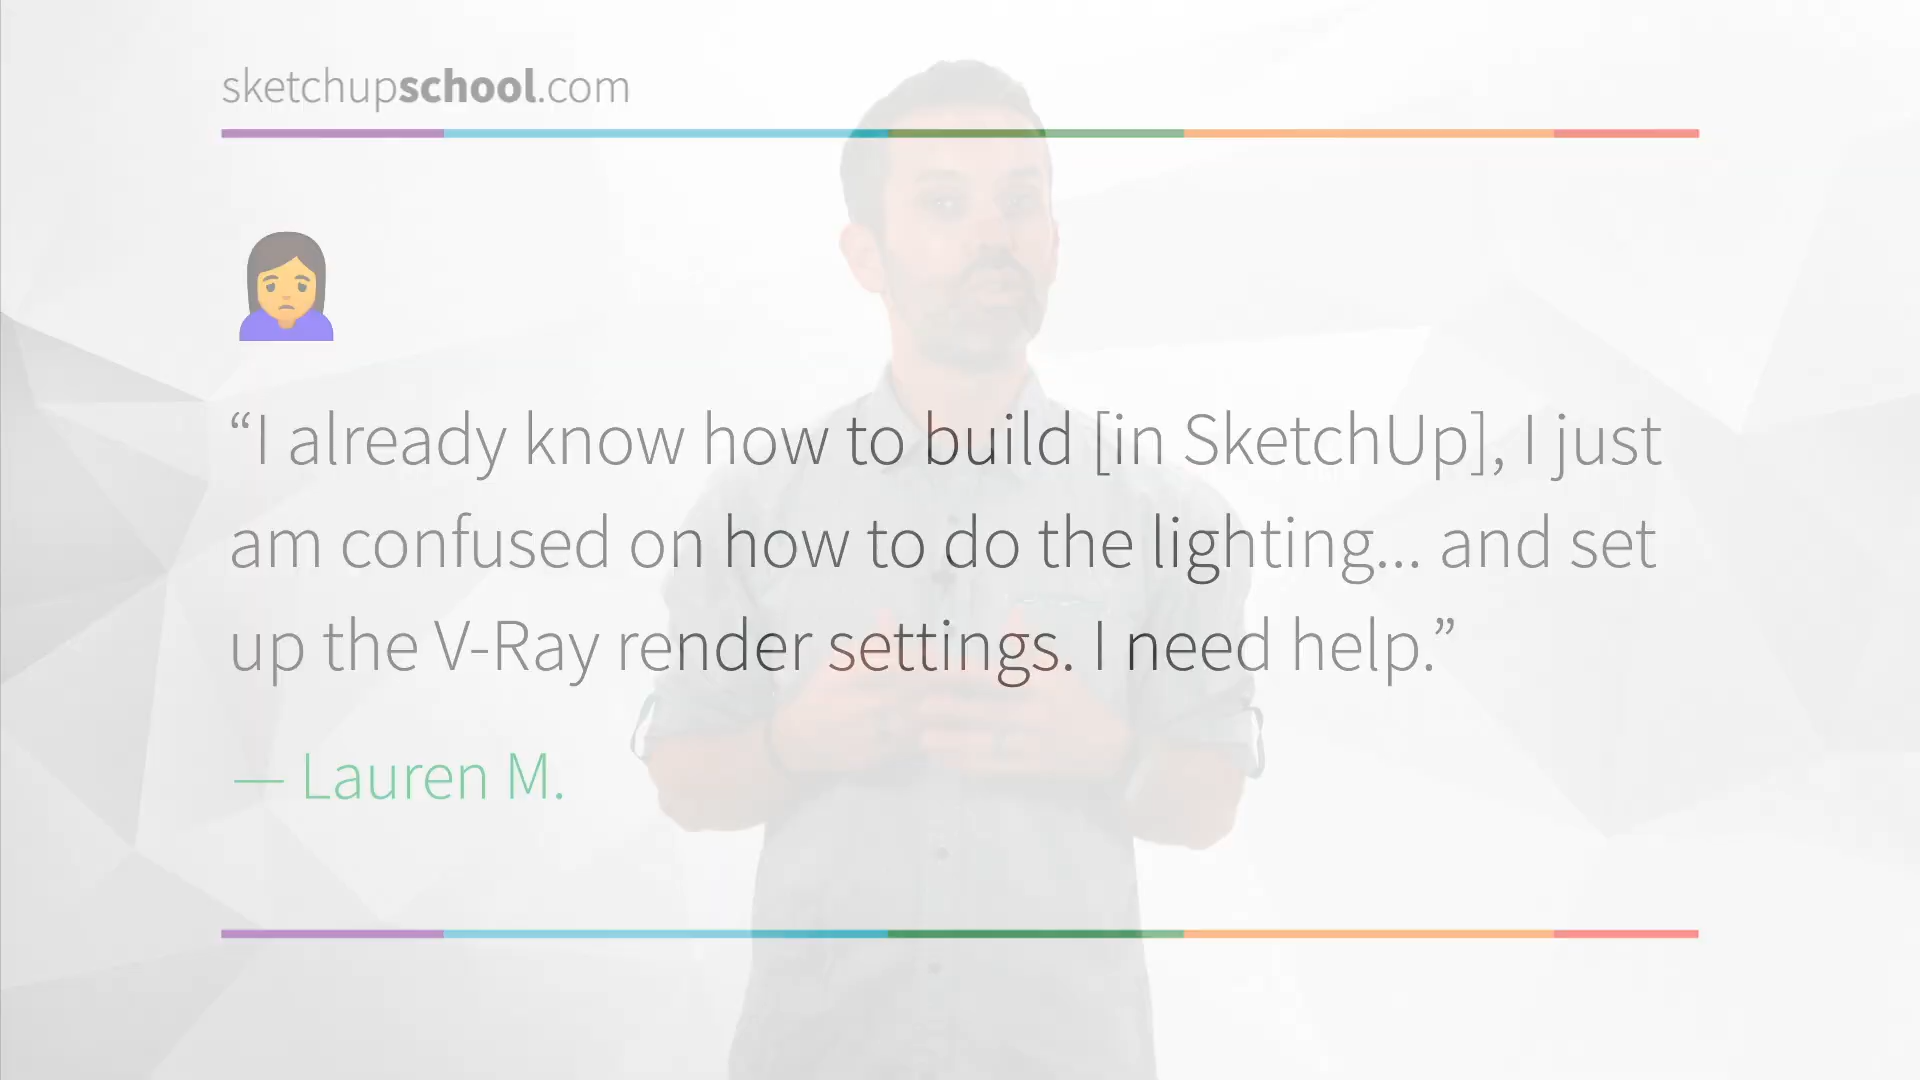 sketchupschool.com
“I already know how to build [in SketchUp], I just
am confused on how to do the lighting... and set
up the V-Ray render settings. I need help.”
— Lauren M.